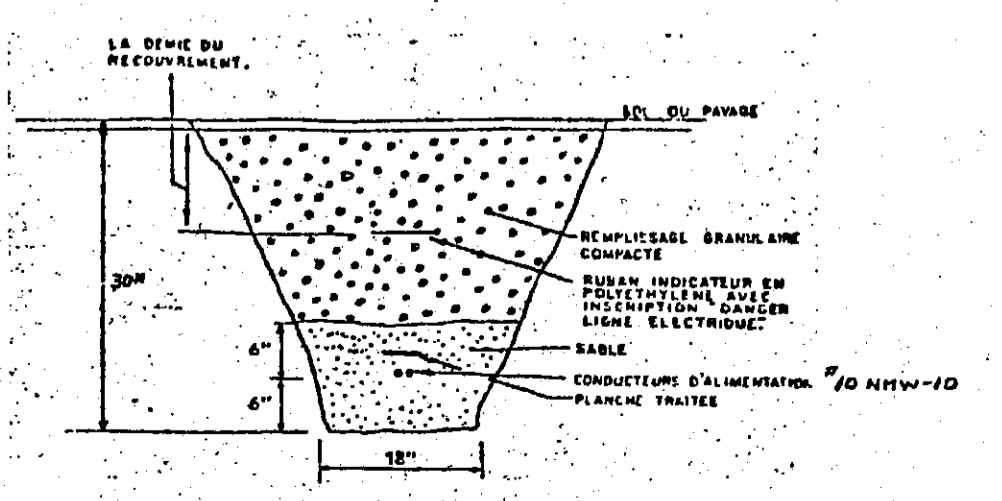 LA DEMIE DU
RECOUVREMENT.
SOL OU PAVAGE
REMPLISSAGE GRANULAIRE
COMPACTÉ
30"
RUBAN INDICATEUR EN
POLYETHYLENE AVEC
INSCRIPTION DANGER
LIGNE ELECTRIQUE.
6"
SABLE
CONDUCTEURS D'ALIMENTATION #10 NMW-10
6"
PLANCHE TRAITEE
18"